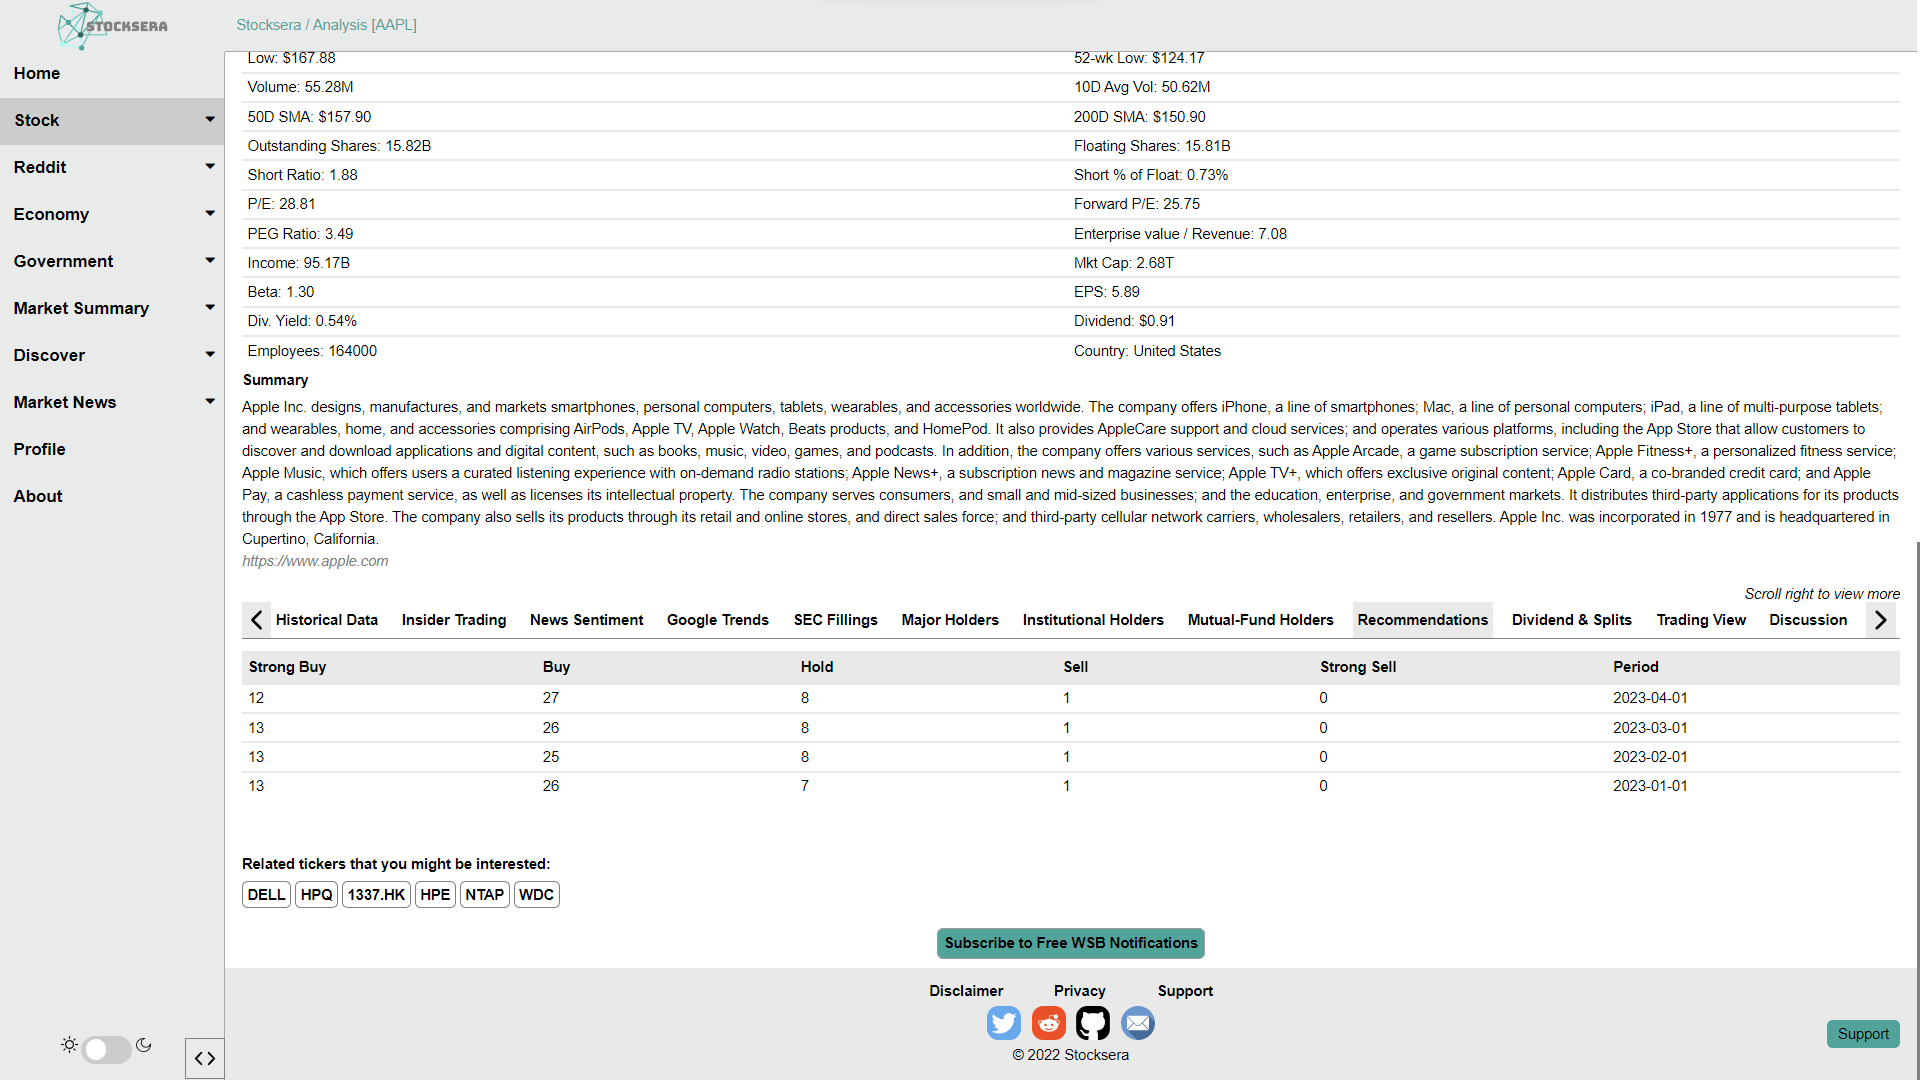 STOCKSERA
Stocksera / Analysis [AAPL]
Home
Stock
Reddit
Economy
Government
Market Summary
Discover
Market News
Profile
About
Low: $167.88
52-wk Low: $124.17
Volume: 55.28M
10D Avg Vol: 50.62M
50D SMA: $157.90
200D SMA: $150.90
Outstanding Shares: 15.82B
Floating Shares: 15.81B
Short Ratio: 1.88
Short % of Float: 0.73%
P/E: 28.81
Forward P/E: 25.75
PEG Ratio: 3.49
Enterprise value / Revenue: 7.08
Income: 95.17B
Mkt Cap: 2.68T
Beta: 1.30
EPS: 5.89
Div. Yield: 0.54%
Dividend: $0.91
Employees: 164000
Country: United States
Summary
Apple Inc. designs, manufactures, and markets smartphones, personal computers, tablets, wearables, and accessories worldwide. The company offers iPhone, a line of smartphones; Mac, a line of personal computers; iPad, a line of multi-purpose tablets;
and wearables, home, and accessories comprising AirPods, Apple TV, Apple Watch, Beats products, and HomePod. It also provides AppleCare support and cloud services; and operates various platforms, including the App Store that allow customers to
discover and download applications and digital content, such as books, music, video, games, and podcasts. In addition, the company offers various services, such as Apple Arcade, a game subscription service; Apple Fitness+, a personalized fitness service;
Apple Music, which offers users a curated listening experience with on-demand radio stations; Apple News+, a subscription news and magazine service; Apple TV+, which offers exclusive original content; Apple Card, a co-branded credit card; and Apple
Pay, a cashless payment service, as well as licenses its intellectual property. The company serves consumers, and small and mid-sized businesses; and the education, enterprise, and government markets. It distributes third-party applications for its products
through the App Store. The company also sells its products through its retail and online stores, and direct sales force; and third-party cellular network carriers, wholesalers, retailers, and resellers. Apple Inc. was incorporated in 1977 and is headquartered in
Cupertino, California.
https://www.apple.com
Scroll right to view more
Historical Data Insider Trading News Sentiment Google Trends SEC Fillings Major Holders Institutional Holders Mutual-Fund Holders Recommendations Dividend & Splits Trading View Discussion
Strong Buy Buy Hold Sell Strong Sell Period
12 27 8 1 0 2023-04-01
13 26 8 1 0 2023-03-01
13 25 8 1 0 2023-02-01
13 26 7 1 0 2023-01-01
Related tickers that you might be interested:
DELL HPQ 1337.HK HPE NTAP WDC
Subscribe to Free WSB Notifications
Disclaimer Privacy Support
© 2022 Stocksera
Support